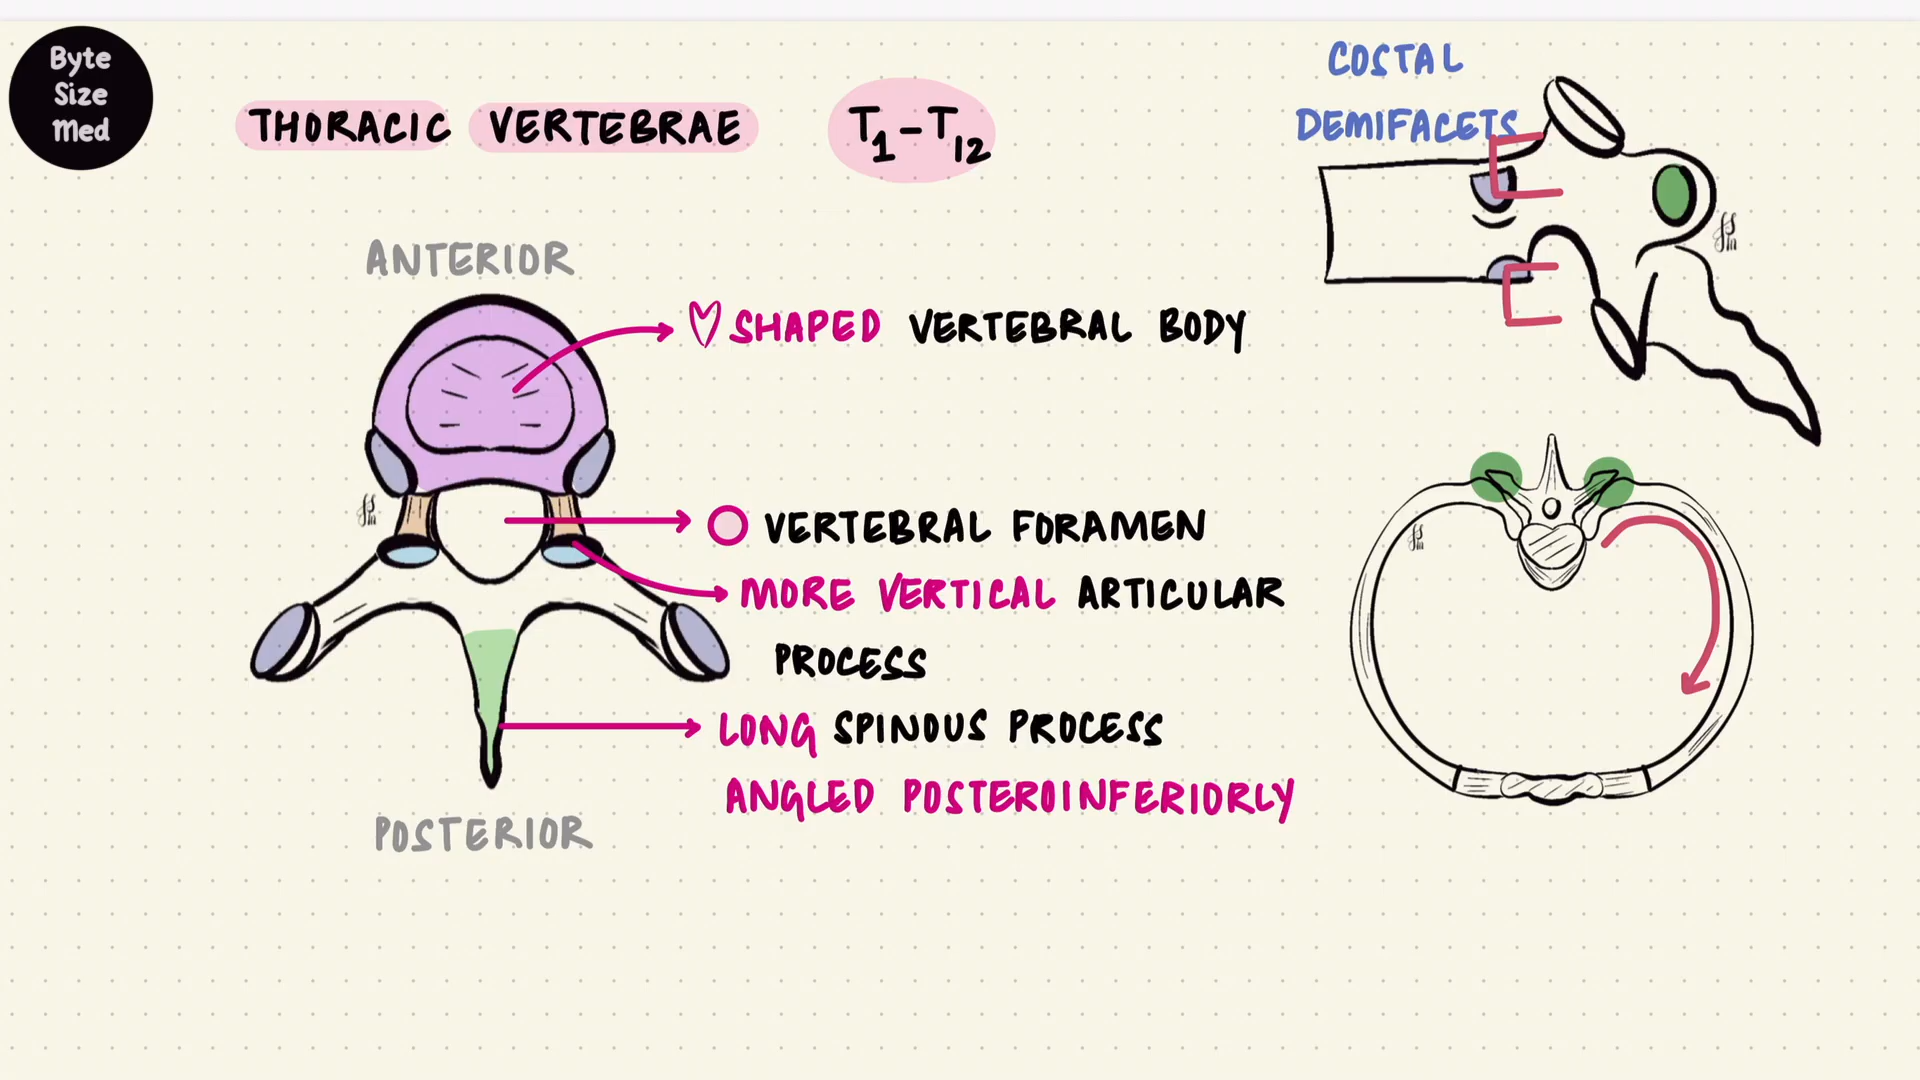 Byte
Size
Med
THORACIC VERTEBRAE T1-T12
COSTAL
DEMIFACETS
ANTERIOR
SHAPED VERTEBRAL BODY
VERTEBRAL FORAMEN
MORE VERTICAL ARTICULAR
PROCESS
LONG SPINOUS PROCESS
ANGLED POSTEROINFERIORLY
POSTERIOR